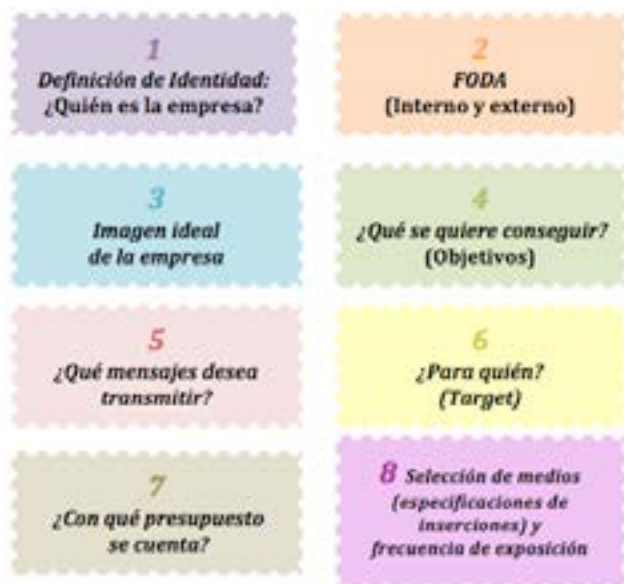 1
Definición de Identidad:
¿Quién es la empresa?
2
FODA
(Interno y externo)
3
Imagen ideal
de la empresa
4
¿Qué se quiere conseguir?
(Objetivos)
5
¿Qué mensajes desea
transmitir?
6
¿Para quién?
(Target)
7
¿Con qué presupuesto
se cuenta?
8 Selección de medios
(especificaciones de
inserciones) y
frecuencia de exposición